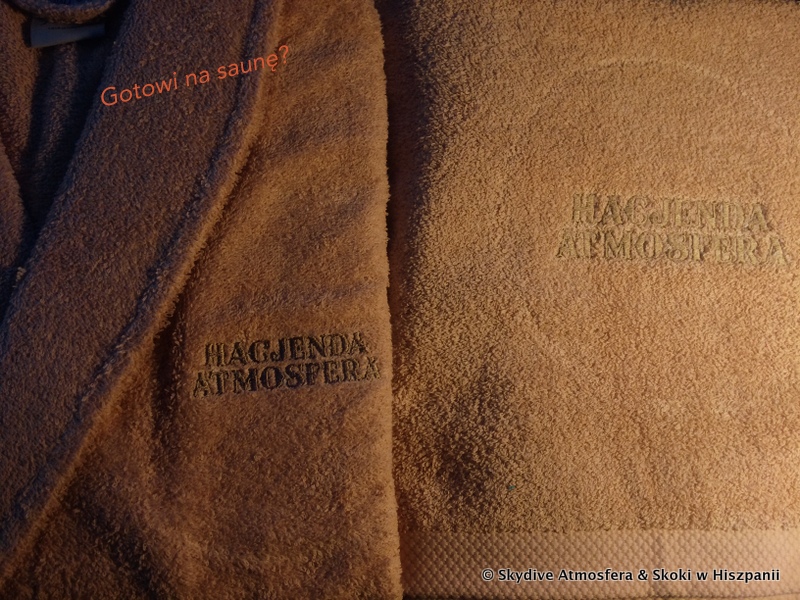 Gotowi na saunę?
HACJENDA
ATMOSFERA
HACJENDA
ATMOSFERA
© Skydive Atmosfera & Skoki w Hiszpanii